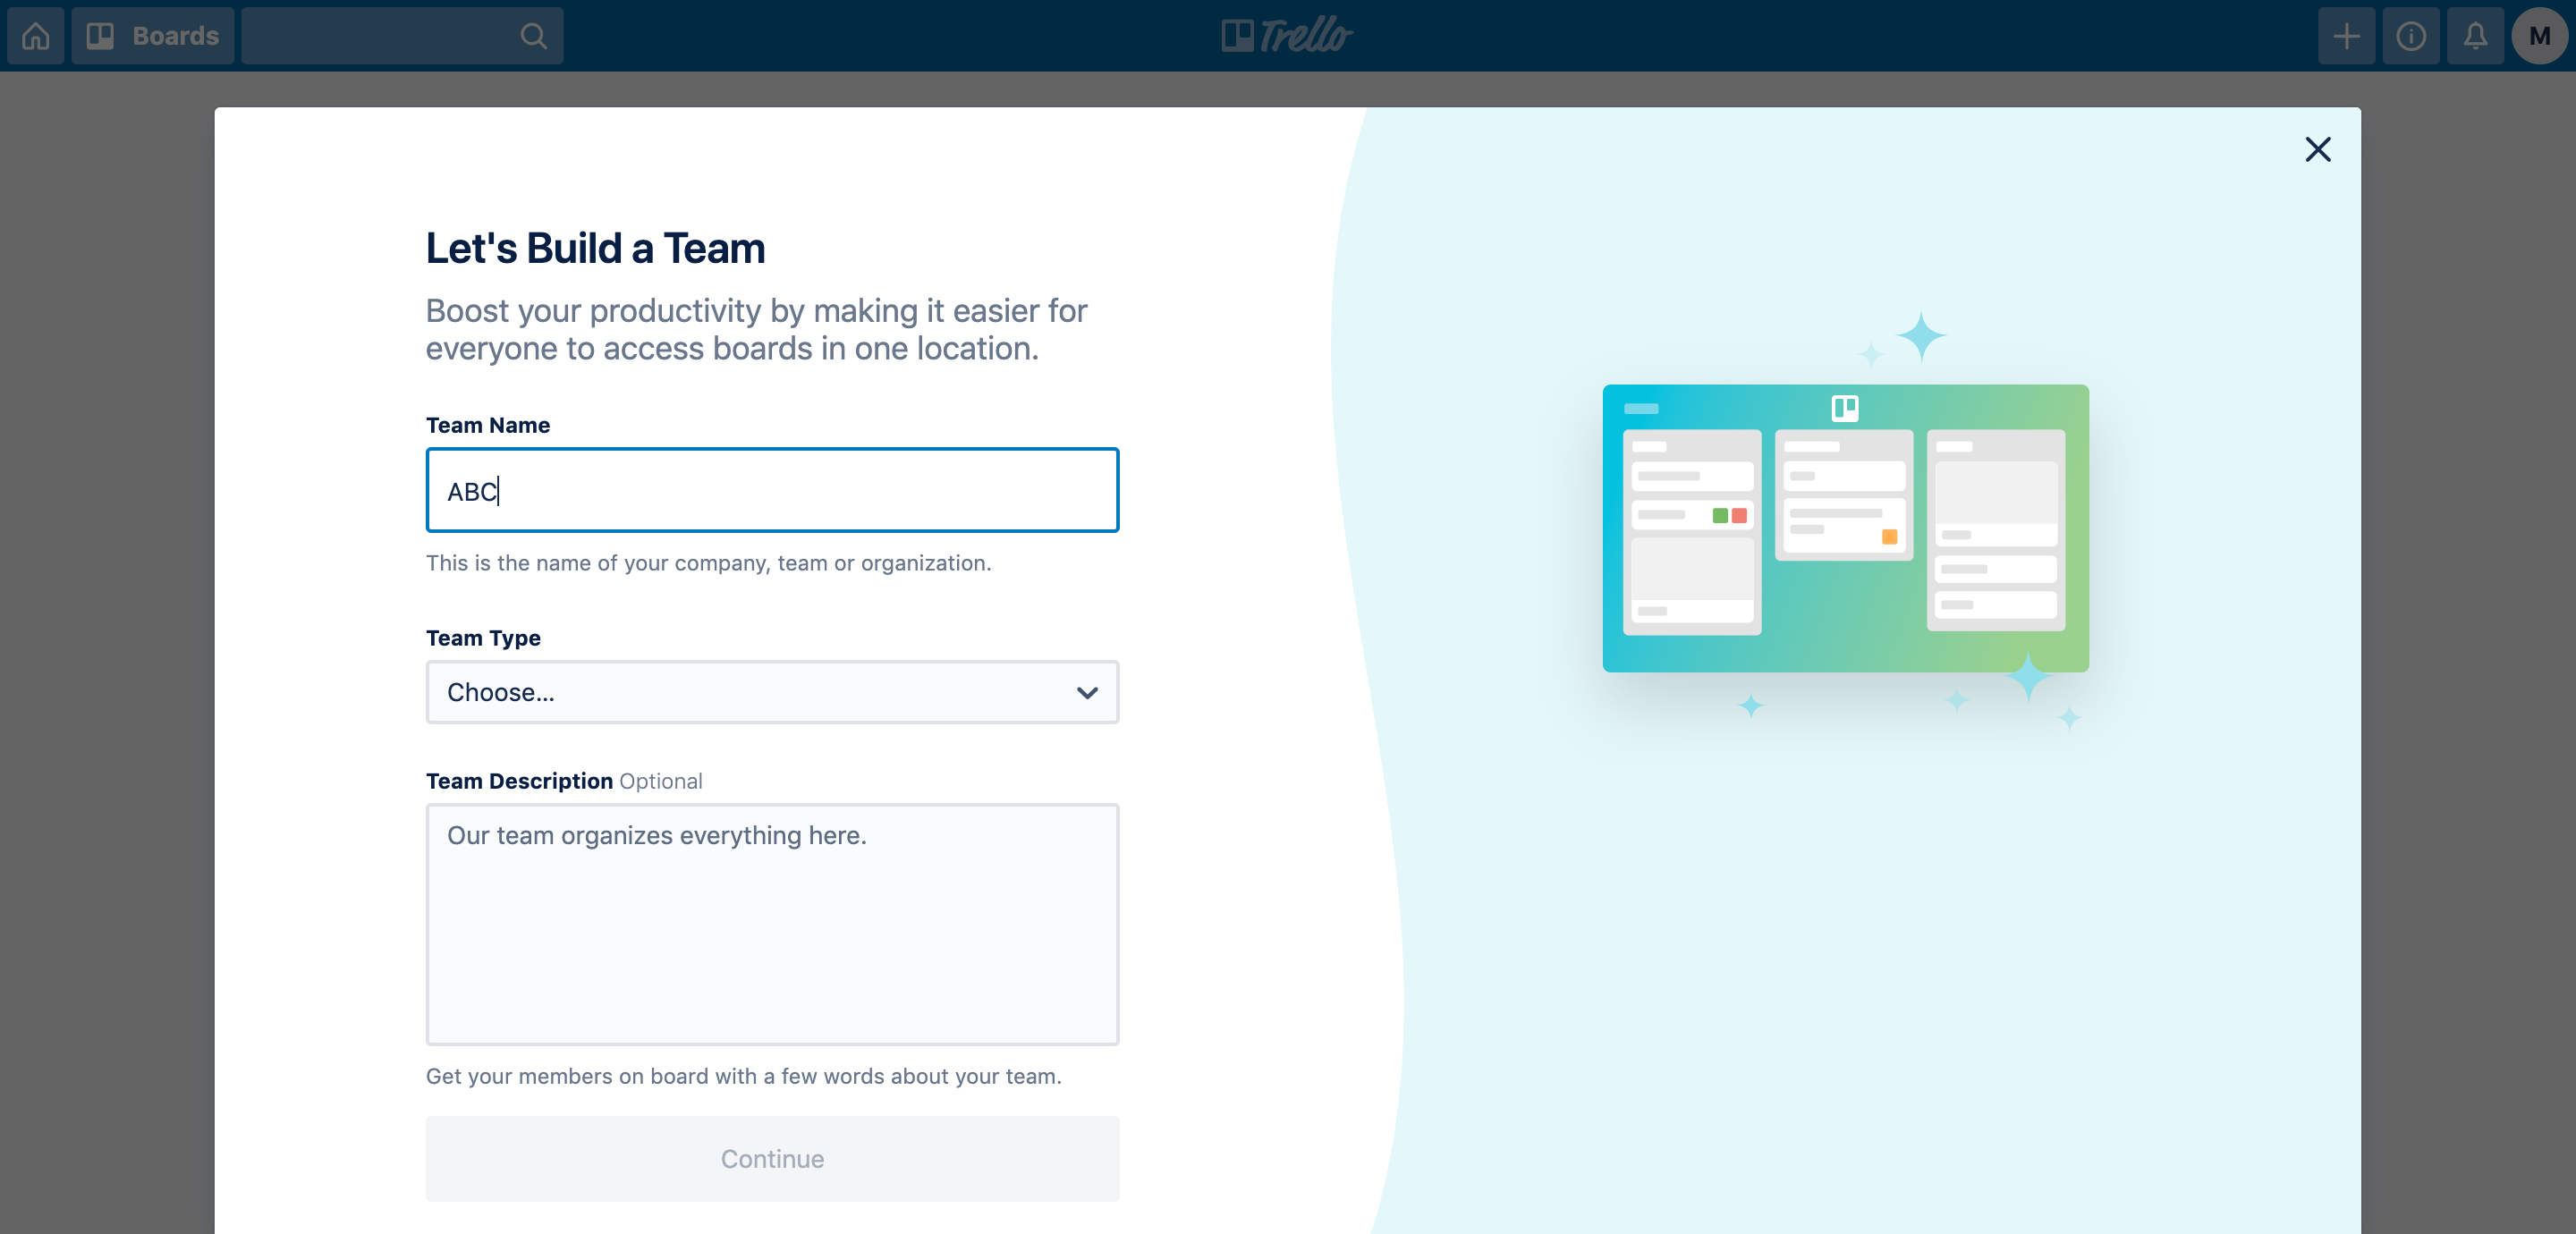 Boards
Trello
M
Let's Build a Team
Boost your productivity by making it easier for
everyone to access boards in one location.
Team Name
ABC
This is the name of your company, team or organization.
Team Type
Choose...
Team Description Optional
Our team organizes everything here.
Get your members on board with a few words about your team.
Continue